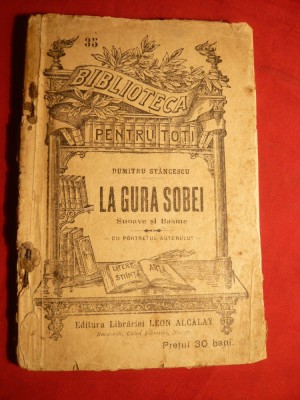 35
BIBLIOTECA
PENTRU TOȚI
DUMITRU STĂNCESCU
LA GURA SOBEI
Snoave și Basme
CU PORTRETUL AUTORULUI
LITERE
ȘTIINȚĂ
ARTĂ
Editura Librăriei LEON ALCALAY
Prețul 30 bani.